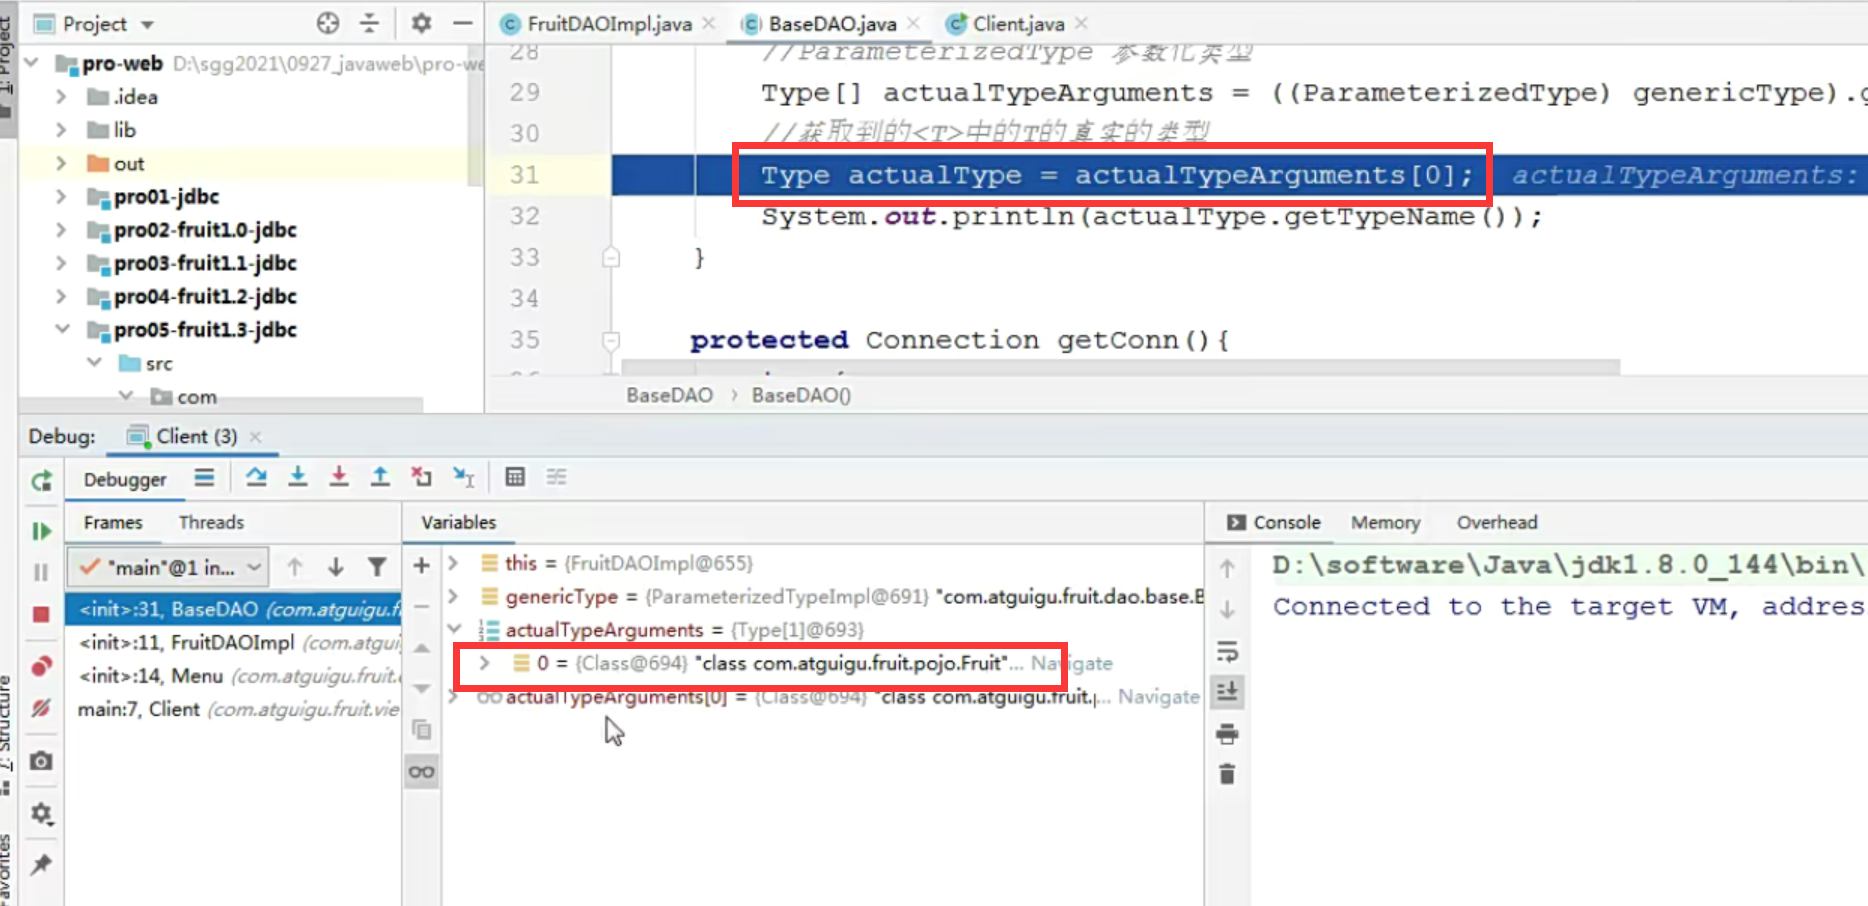 Project
FruitDAOImpl.java
BaseDAO.java
Client.java
1: Project
pro-web D:\sgg2021\0927_javaweb\pro-we
.idea
lib
out
pro01-jdbc
pro02-fruit1.0-jdbc
pro03-fruit1.1-jdbc
pro04-fruit1.2-jdbc
pro05-fruit1.3-jdbc
src
com
28 //ParameterizedType 参数化类型
29 Type[] actualTypeArguments = ((ParameterizedType) genericType).g
30 //获取到的<T>中的T的真实的类型
31 Type actualType = actualTypeArguments[0]; actualTypeArguments:
32 System.out.println(actualType.getTypeName());
33 }
34
35 protected Connection getConn(){
BaseDAO › BaseDAO()
Debug: Client (3)
Debugger
Frames Threads
"main"@1 in...
<init>:31, BaseDAO (com.atguigu.f
<init>:11, FruitDAOImpl (com.atgui
<init>:14, Menu (com.atguigu.fruit.
main:7, Client (com.atguigu.fruit.vie
Variables
this = {FruitDAOImpl@655}
genericType = {ParameterizedTypeImpl@691} "com.atguigu.fruit.dao.base.B
actualTypeArguments = {Type[1]@693}
0 = {Class@694} "class com.atguigu.fruit.pojo.Fruit"... Navigate
actualTypeArguments[0] = {Class@694} "class com.atguigu.fruit.p... Navigate
Console Memory Overhead
D:\software\Java\jdk1.8.0_144\bin\
Connected to the target VM, addres
7: Structure
Favorites